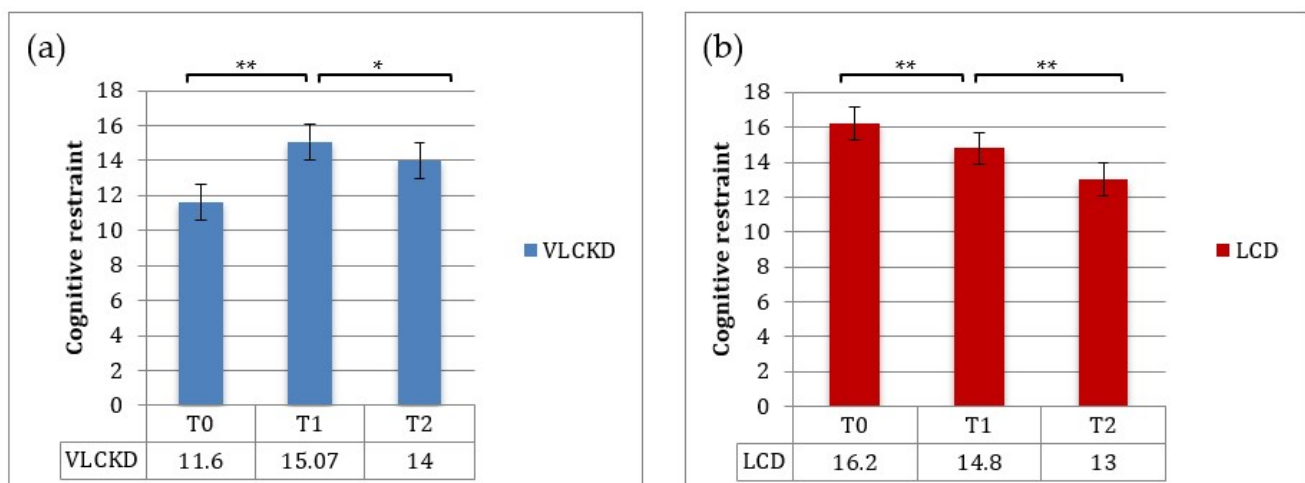 (a)
** *
Cognitive restraint
18
16
14
12
10
8
6
4
2
0
T0 T1 T2
VLCKD 11.6 15.07 14
VLCKD
(b)
** **
Cognitive restraint
18
16
14
12
10
8
6
4
2
0
T0 T1 T2
LCD 16.2 14.8 13
LCD